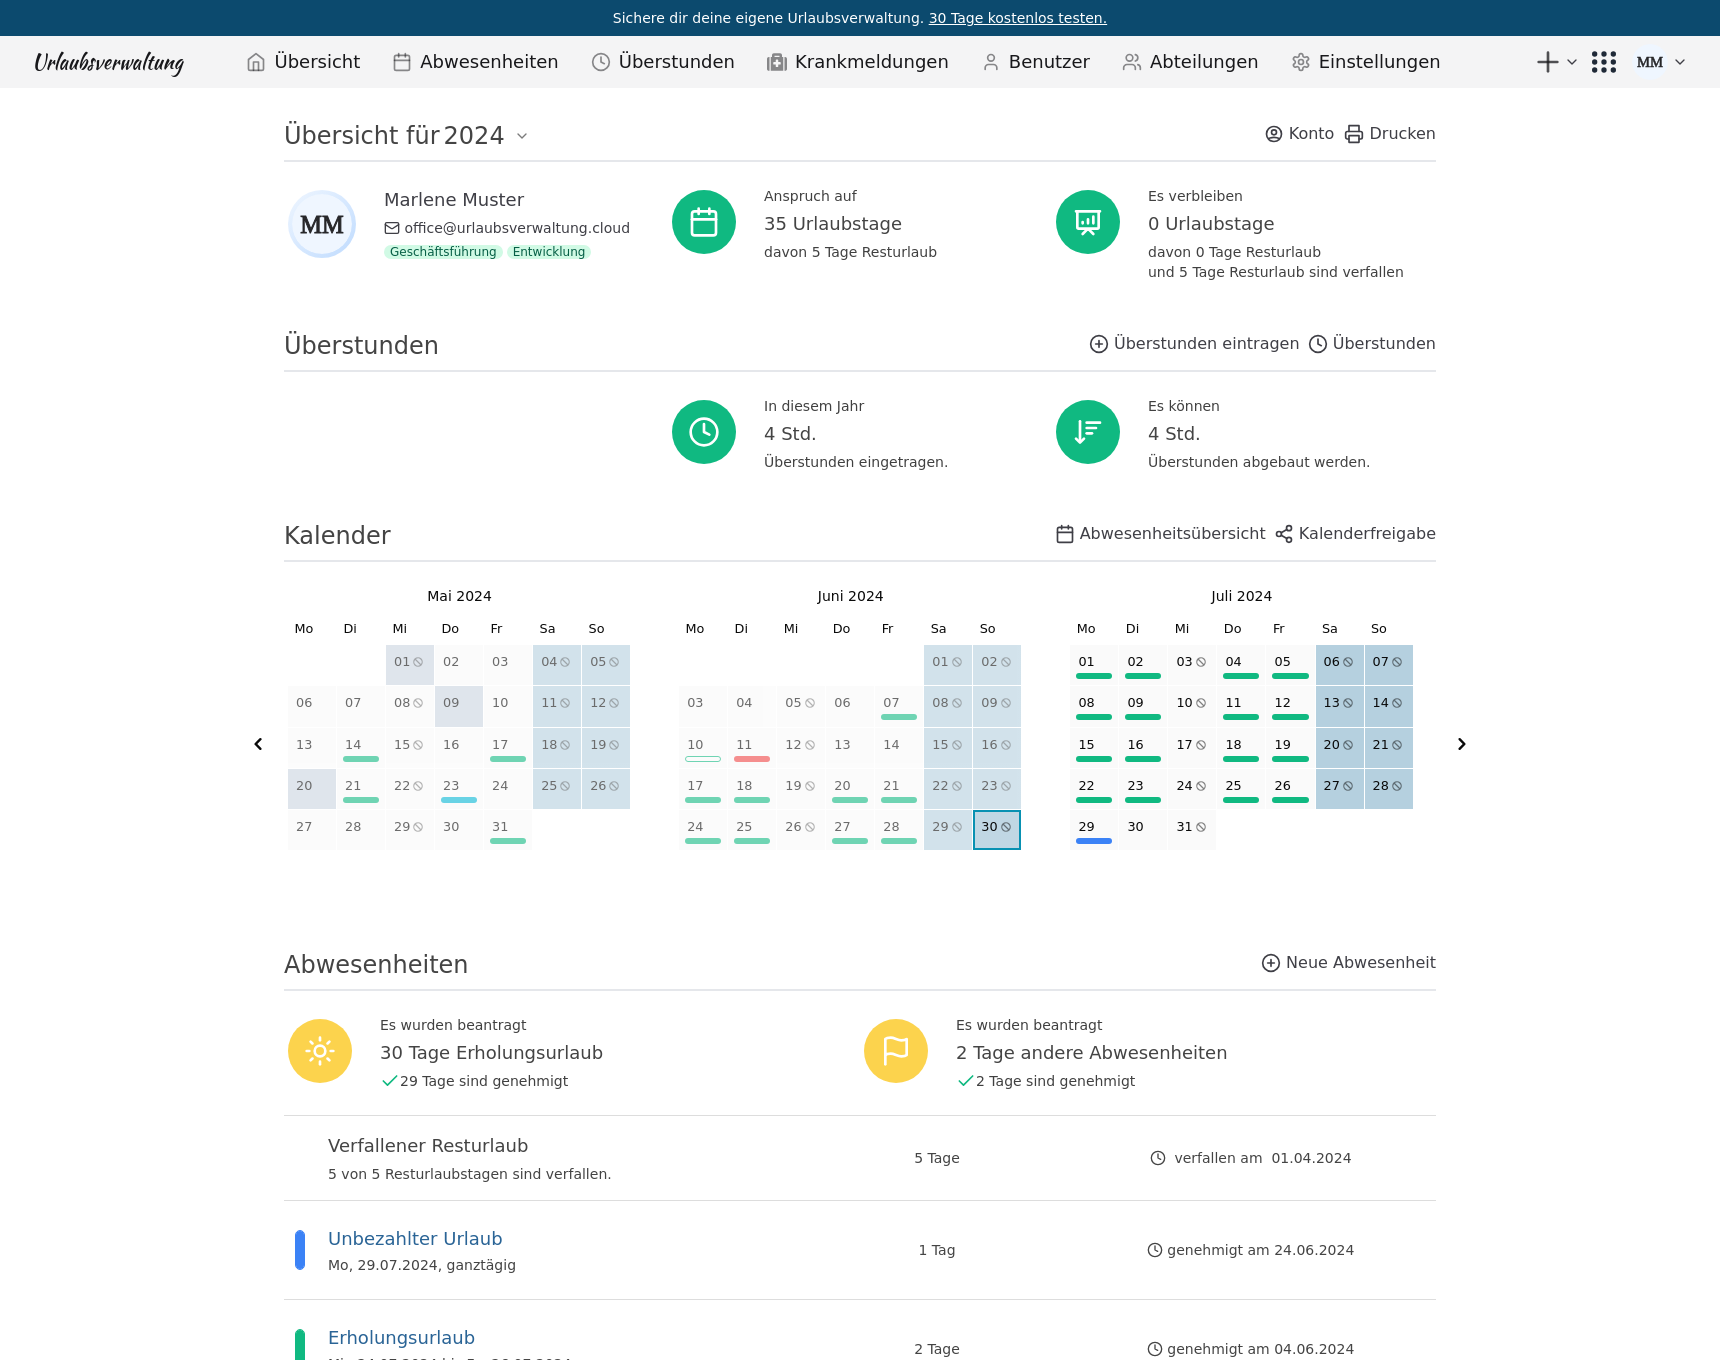 Sichere dir deine eigene Urlaubsverwaltung. 30 Tage kostenlos testen.
Urlaubsverwaltung Übersicht Abwesenheiten Überstunden Krankmeldungen Benutzer Abteilungen Einstellungen MM
Übersicht für 2024 Konto Drucken
MM
Marlene Muster
office@urlaubsverwaltung.cloud
Geschäftsführung Entwicklung
Anspruch auf
35 Urlaubstage
davon 5 Tage Resturlaub
Es verbleiben
0 Urlaubstage
davon 0 Tage Resturlaub
und 5 Tage Resturlaub sind verfallen
Überstunden Überstunden eintragen Überstunden
In diesem Jahr
4 Std.
Überstunden eingetragen.
Es können
4 Std.
Überstunden abgebaut werden.
Kalender Abwesenheitsübersicht Kalenderfreigabe
Mai 2024
Mo Di Mi Do Fr Sa So
01 02 03 04 05
06 07 08 09 10 11 12
13 14 15 16 17 18 19
20 21 22 23 24 25 26
27 28 29 30 31
Juni 2024
Mo Di Mi Do Fr Sa So
01 02
03 04 05 06 07 08 09
10 11 12 13 14 15 16
17 18 19 20 21 22 23
24 25 26 27 28 29 30
Juli 2024
Mo Di Mi Do Fr Sa So
01 02 03 04 05 06 07
08 09 10 11 12 13 14
15 16 17 18 19 20 21
22 23 24 25 26 27 28
29 30 31
Abwesenheiten Neue Abwesenheit
Es wurden beantragt
30 Tage Erholungsurlaub
29 Tage sind genehmigt
Es wurden beantragt
2 Tage andere Abwesenheiten
2 Tage sind genehmigt
Verfallener Resturlaub
5 von 5 Resturlaubstagen sind verfallen.
5 Tage
verfallen am 01.04.2024
Unbezahlter Urlaub
Mo, 29.07.2024, ganztägig
1 Tag
genehmigt am 24.06.2024
Erholungsurlaub
2 Tage
genehmigt am 04.06.2024